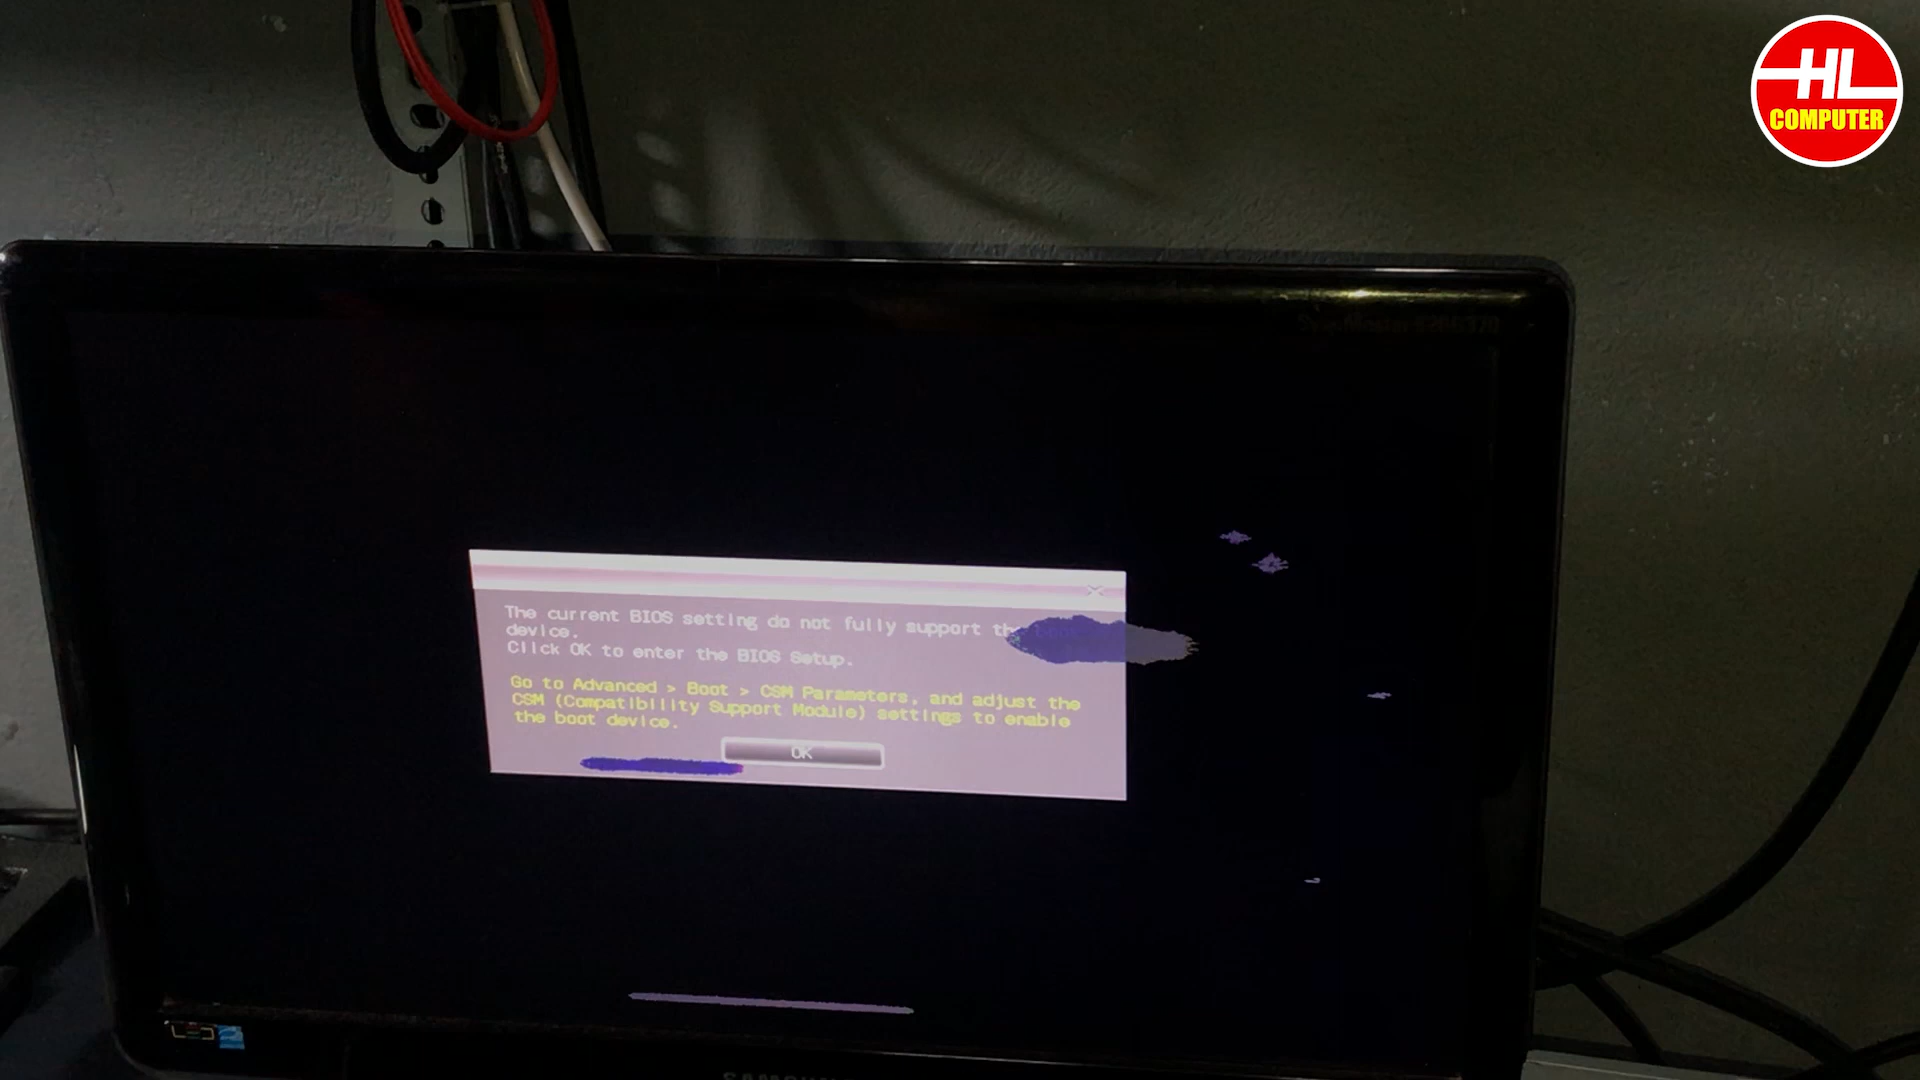 HL
COMPUTER
The current BIOS setting do not fully support the boot
device.
Click OK to enter the BIOS Setup.
Go to Advanced > Boot > CSM Parameters, and adjust the
CSM (Compatibility Support Module) settings to enable
the boot device.
OK